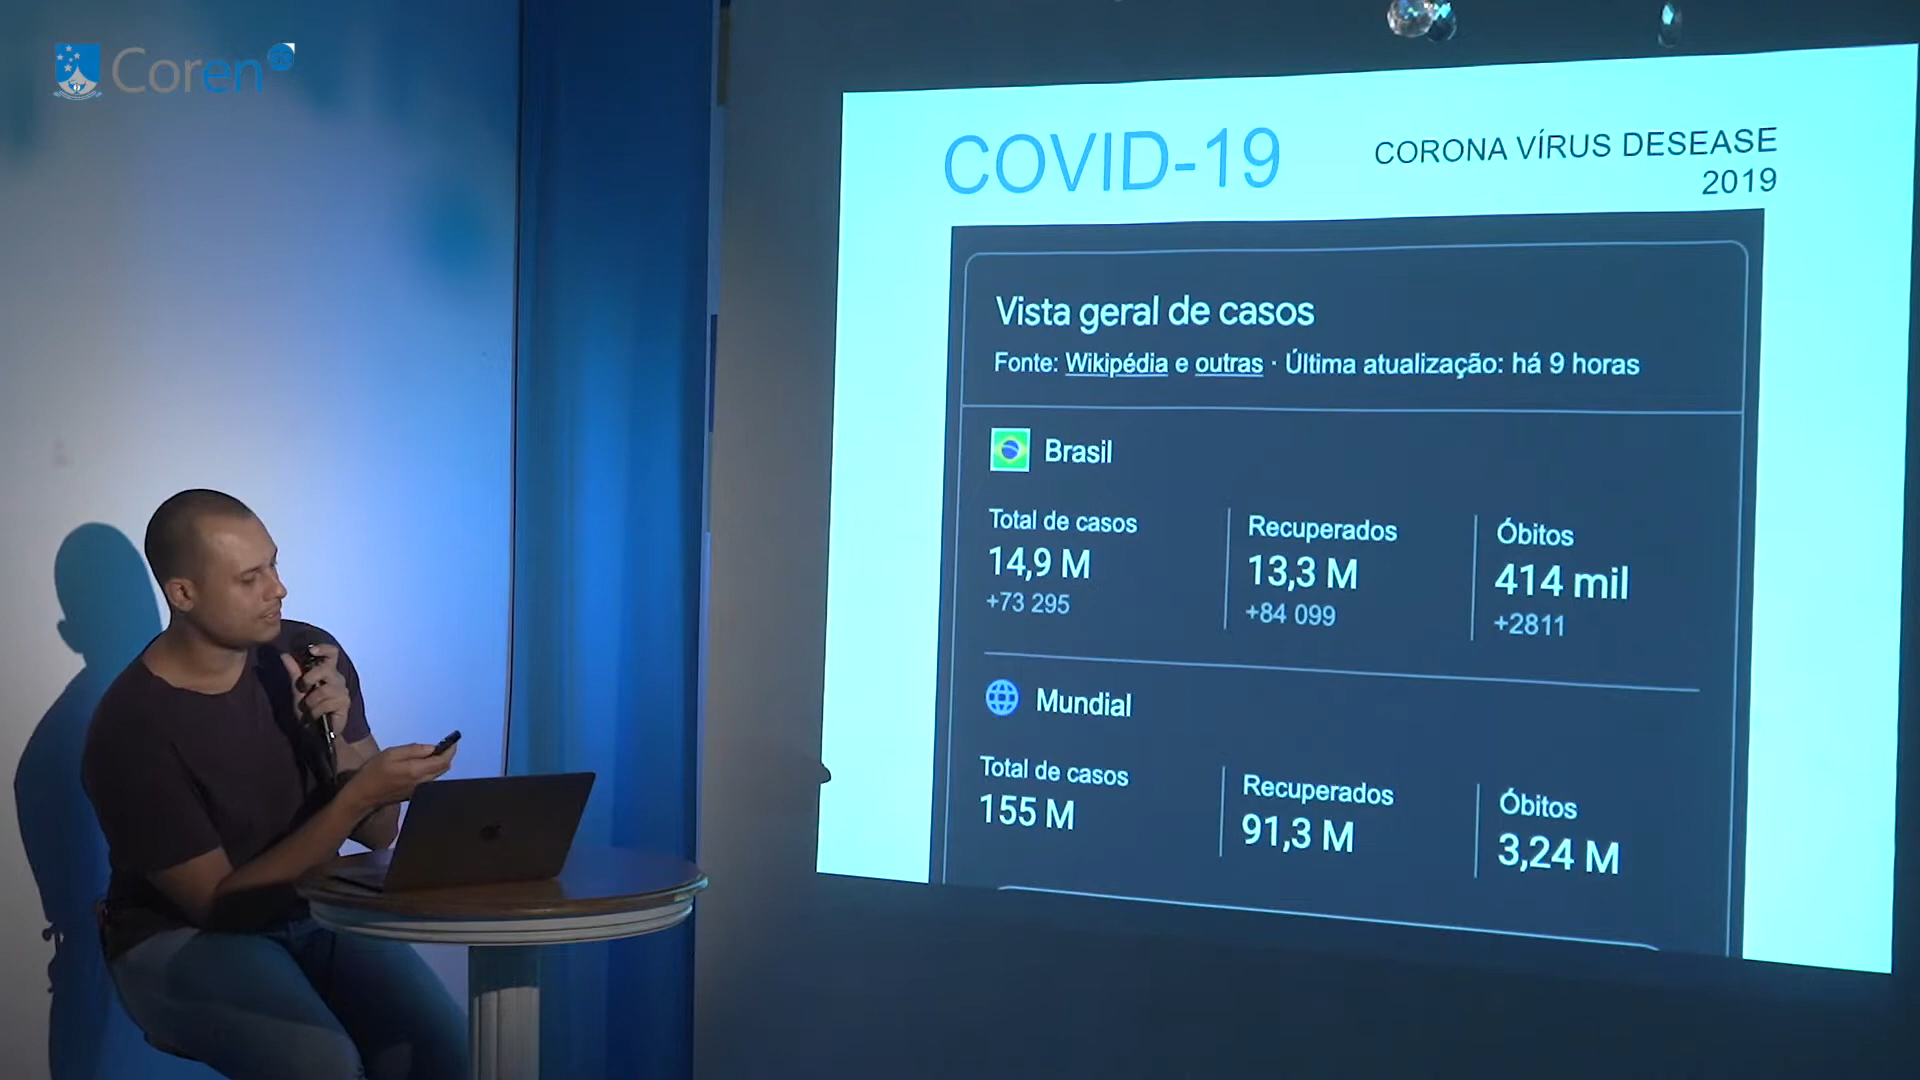 Coren
COVID-19
CORONA VÍRUS DESEASE
2019
Vista geral de casos
Fonte: Wikipédia e outras · Última atualização: há 9 horas
Brasil
Total de casos
14,9 M
+73 295
Recuperados
13,3 M
+84 099
Óbitos
414 mil
+2811
Mundial
Total de casos
155 M
Recuperados
91,3 M
Óbitos
3,24 M